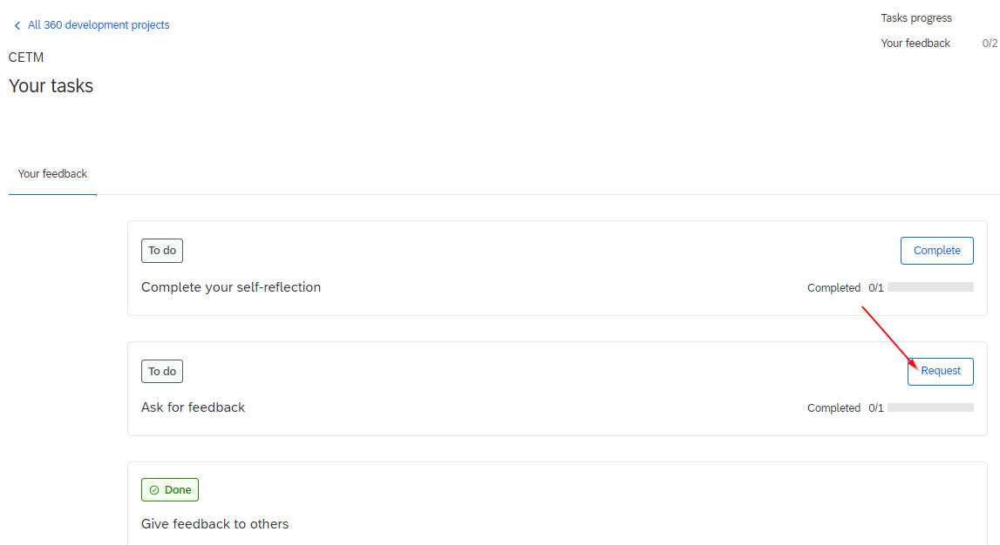 All 360 development projects
Tasks progress
Your feedback 0/2
CETM
Your tasks
Your feedback
To do
Complete
Complete your self-reflection
Completed 0/1
To do
Request
Ask for feedback
Completed 0/1
Done
Give feedback to others